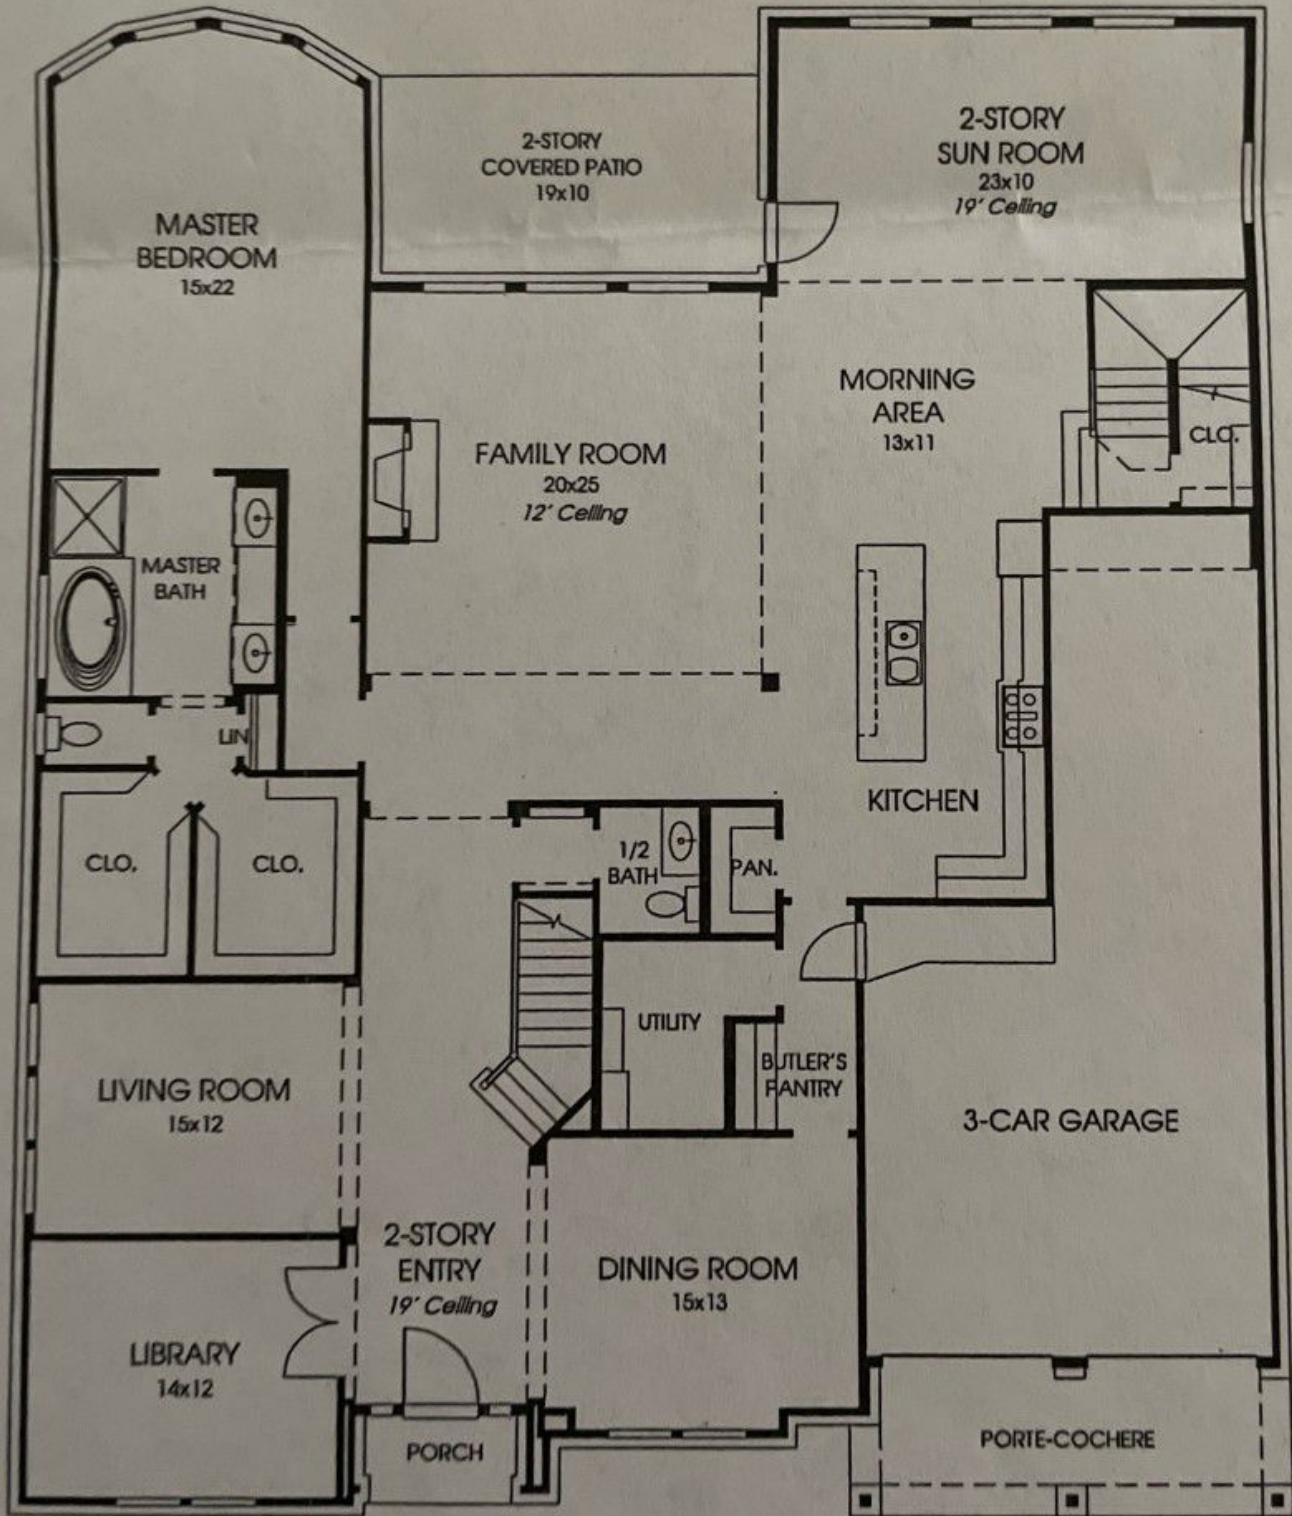 2-STORY
COVERED PATIO
19x10
2-STORY
SUN ROOM
23x10
19' Ceiling
MASTER
BEDROOM
15x22
MORNING
AREA
13x11
CLO.
FAMILY ROOM
20x25
12' Ceiling
MASTER
BATH
LIN
KITCHEN
CLO.
CLO.
1/2
BATH
PAN.
UTILITY
BUTLER'S
PANTRY
LIVING ROOM
15x12
3-CAR GARAGE
2-STORY
ENTRY
19' Ceiling
DINING ROOM
15x13
LIBRARY
14x12
PORCH
PORTE-COCHERE